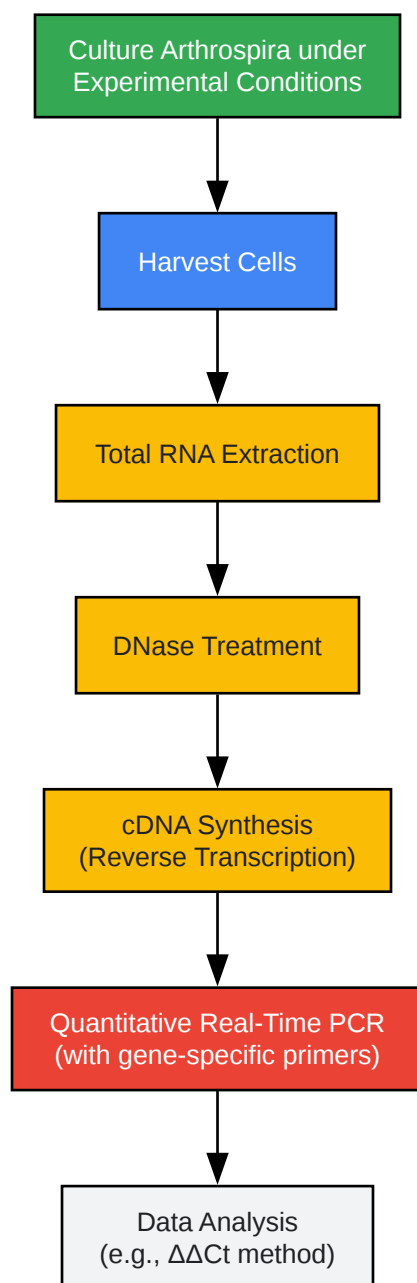 Culture Arthrospira under
Experimental Conditions
Harvest Cells
Total RNA Extraction
DNase Treatment
cDNA Synthesis
(Reverse Transcription)
Quantitative Real-Time PCR
(with gene-specific primers)
Data Analysis
(e.g., ΔΔCt method)